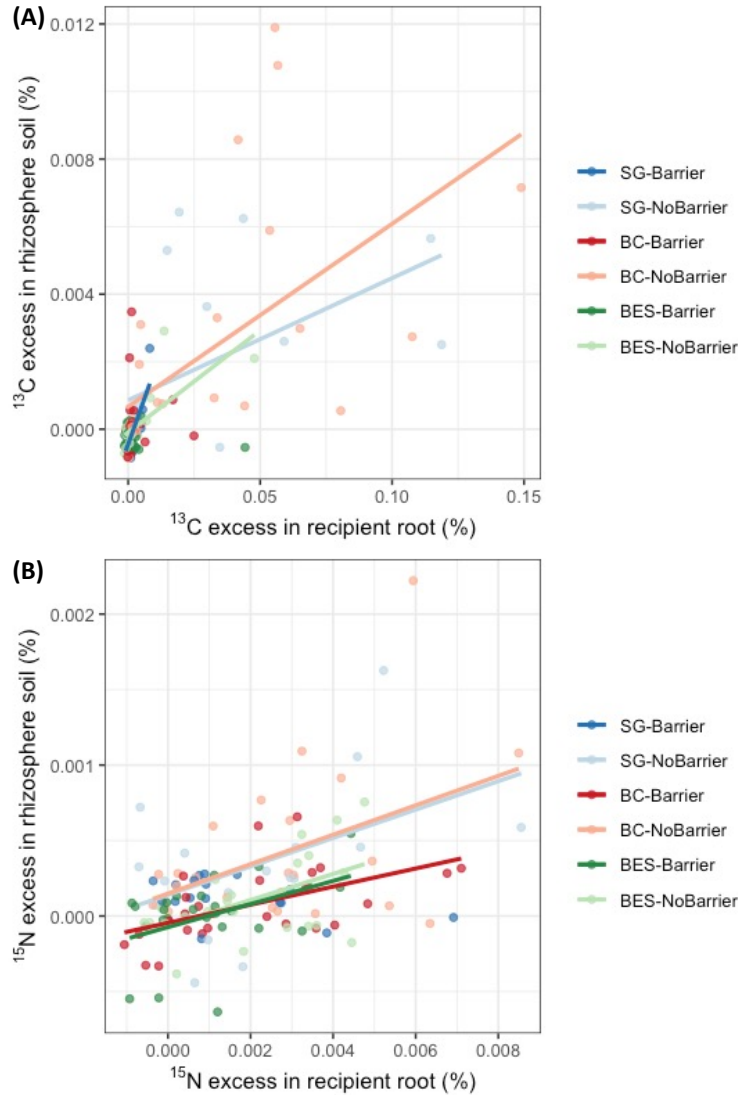 (A)
0.012
0.008
0.004
0.000
¹³C excess in rhizosphere soil (%)
0.00 0.05 0.10 0.15
¹³C excess in recipient root (%)
SG-Barrier
SG-NoBarrier
BC-Barrier
BC-NoBarrier
BES-Barrier
BES-NoBarrier
(B)
0.002
0.001
0.000
¹⁵N excess in rhizosphere soil (%)
0.000 0.002 0.004 0.006 0.008
¹⁵N excess in recipient root (%)
SG-Barrier
SG-NoBarrier
BC-Barrier
BC-NoBarrier
BES-Barrier
BES-NoBarrier